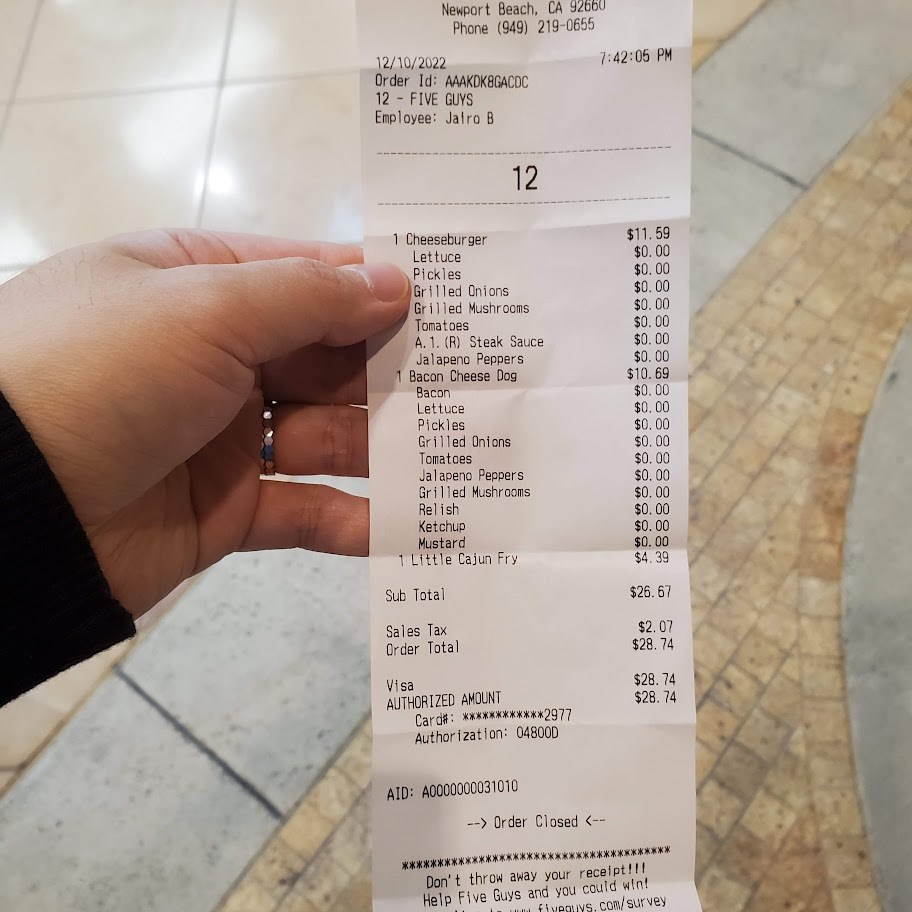 Newport Beach, CA 92660
Phone (949) 219-0655
12/10/2022 7:42:05 PM
Order Id: AAAKDK8GACDC
12 - FIVE GUYS
Employee: Jairo B
12
1 Cheeseburger $11.59
Lettuce $0.00
Pickles $0.00
Grilled Onions $0.00
Grilled Mushrooms $0.00
Tomatoes $0.00
A.1.(R) Steak Sauce $0.00
Jalapeno Peppers $0.00
1 Bacon Cheese Dog $10.69
Bacon $0.00
Lettuce $0.00
Pickles $0.00
Grilled Onions $0.00
Tomatoes $0.00
Jalapeno Peppers $0.00
Grilled Mushrooms $0.00
Relish $0.00
Ketchup $0.00
Mustard $0.00
1 Little Cajun Fry $4.39
Sub Total $26.67
Sales Tax $2.07
Order Total $28.74
Visa $28.74
AUTHORIZED AMOUNT $28.74
Card#: ************2977
Authorization: 04800D
AID: A0000000031010
--> Order Closed <--
*****************************************
Don't throw away your receipt!!!
Help Five Guys and you could win!
www.fiveguys.com/survey